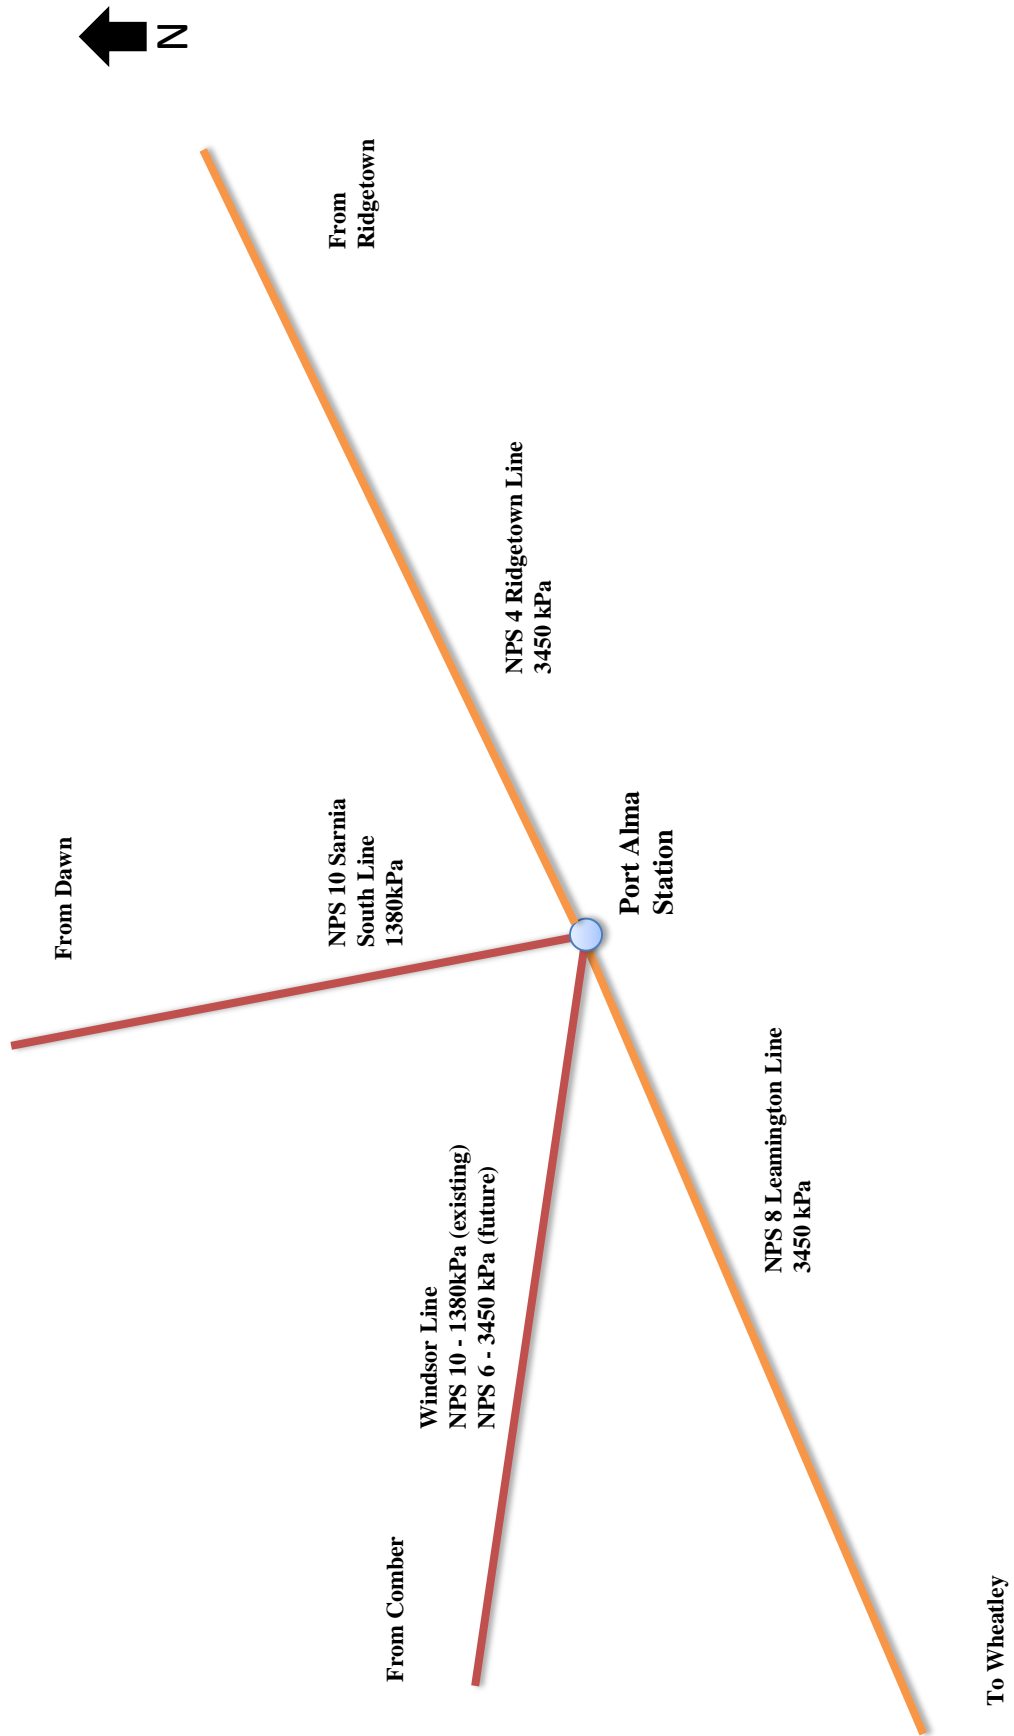 From Dawn
N
NPS 10 Sarnia
South Line
1380kPa
From
Ridgetown
From Comber
Windsor Line
NPS 10 - 1380kPa (existing)
NPS 6 - 3450 kPa (future)
NPS 4 Ridgetown Line
3450 kPa
Port Alma
Station
NPS 8 Leamington Line
3450 kPa
To Wheatley